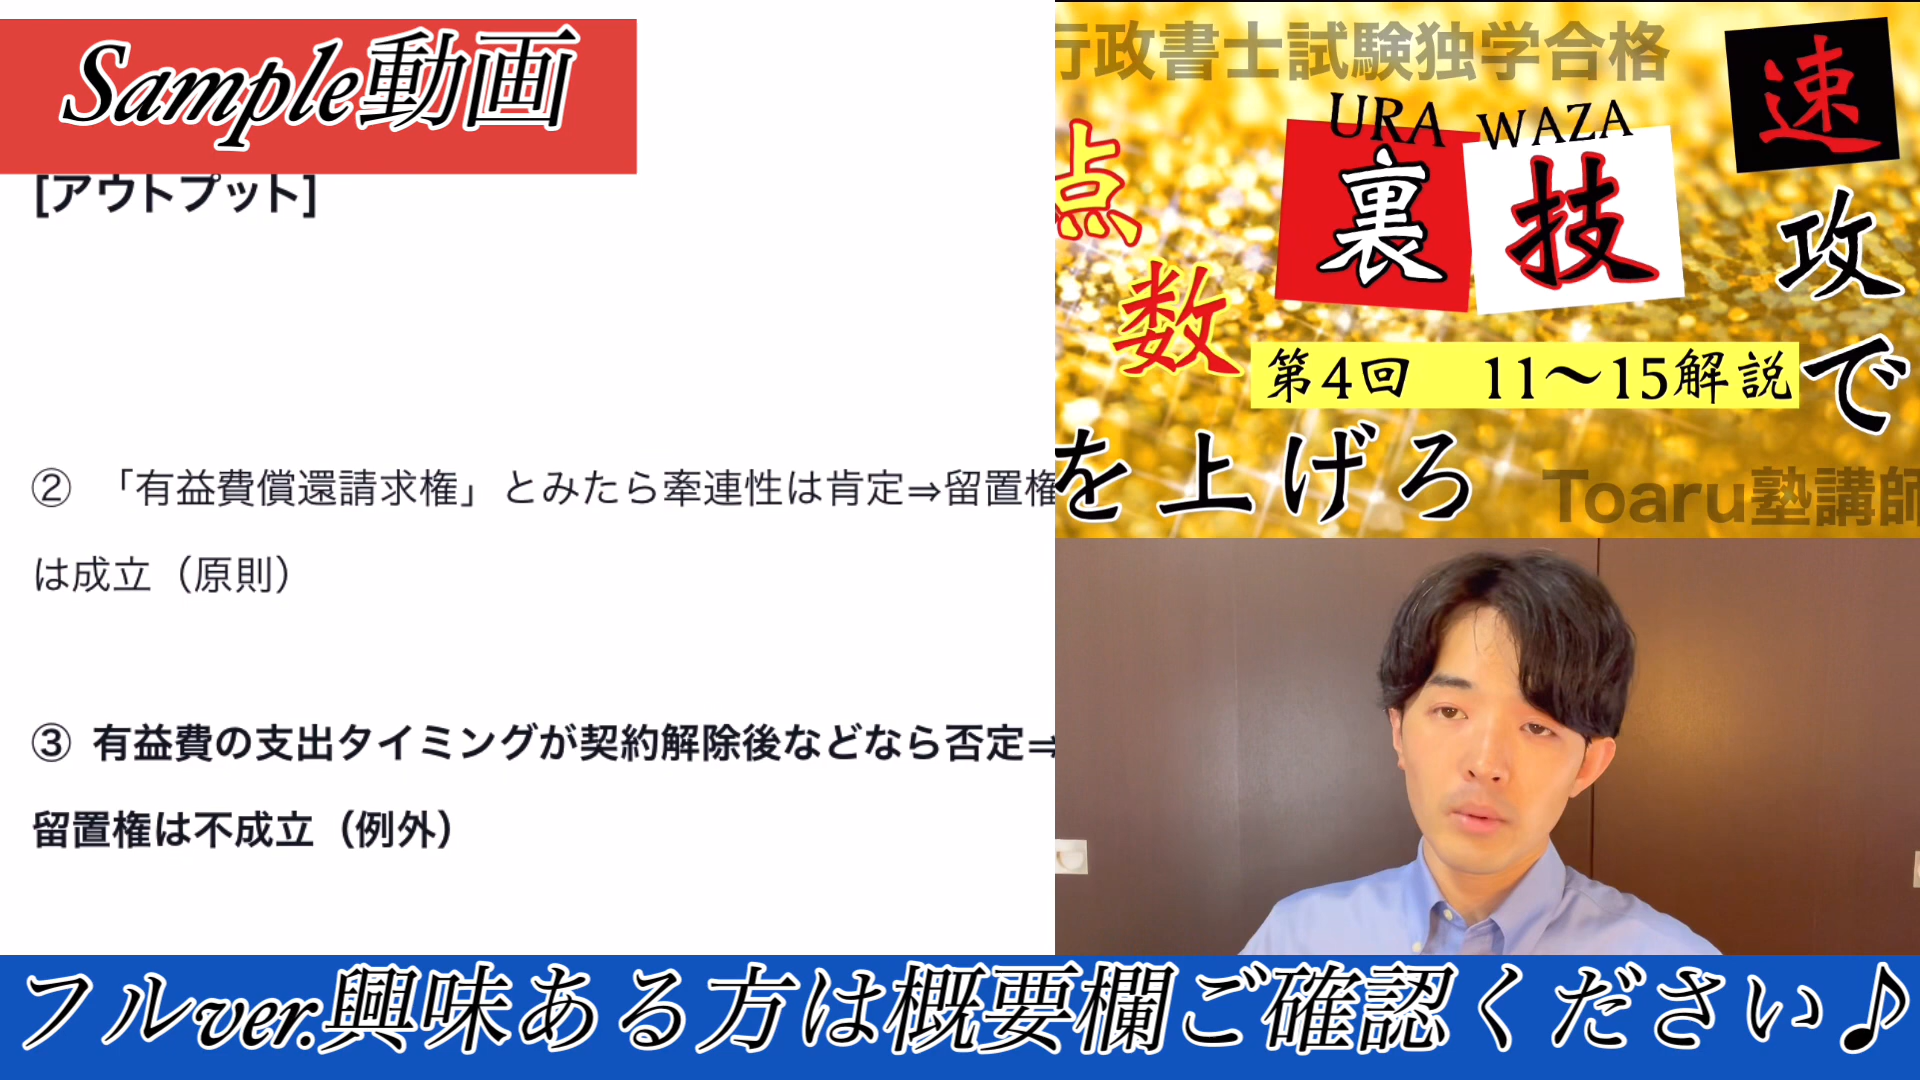 Sample動画
[アウトプット]
② 「有益費償還請求権」とみたら牽連性は肯定⇒留置権
は成立（原則）
③ 有益費の支出タイミングが契約解除後などなら否定⇒
留置権は不成立（例外）
行政書士試験独学合格
URA WAZA
裏技
速攻で
点数
第4回 11〜15解説
を上げろ
Toaru塾講師
フルver.興味ある方は概要欄ご確認ください♪